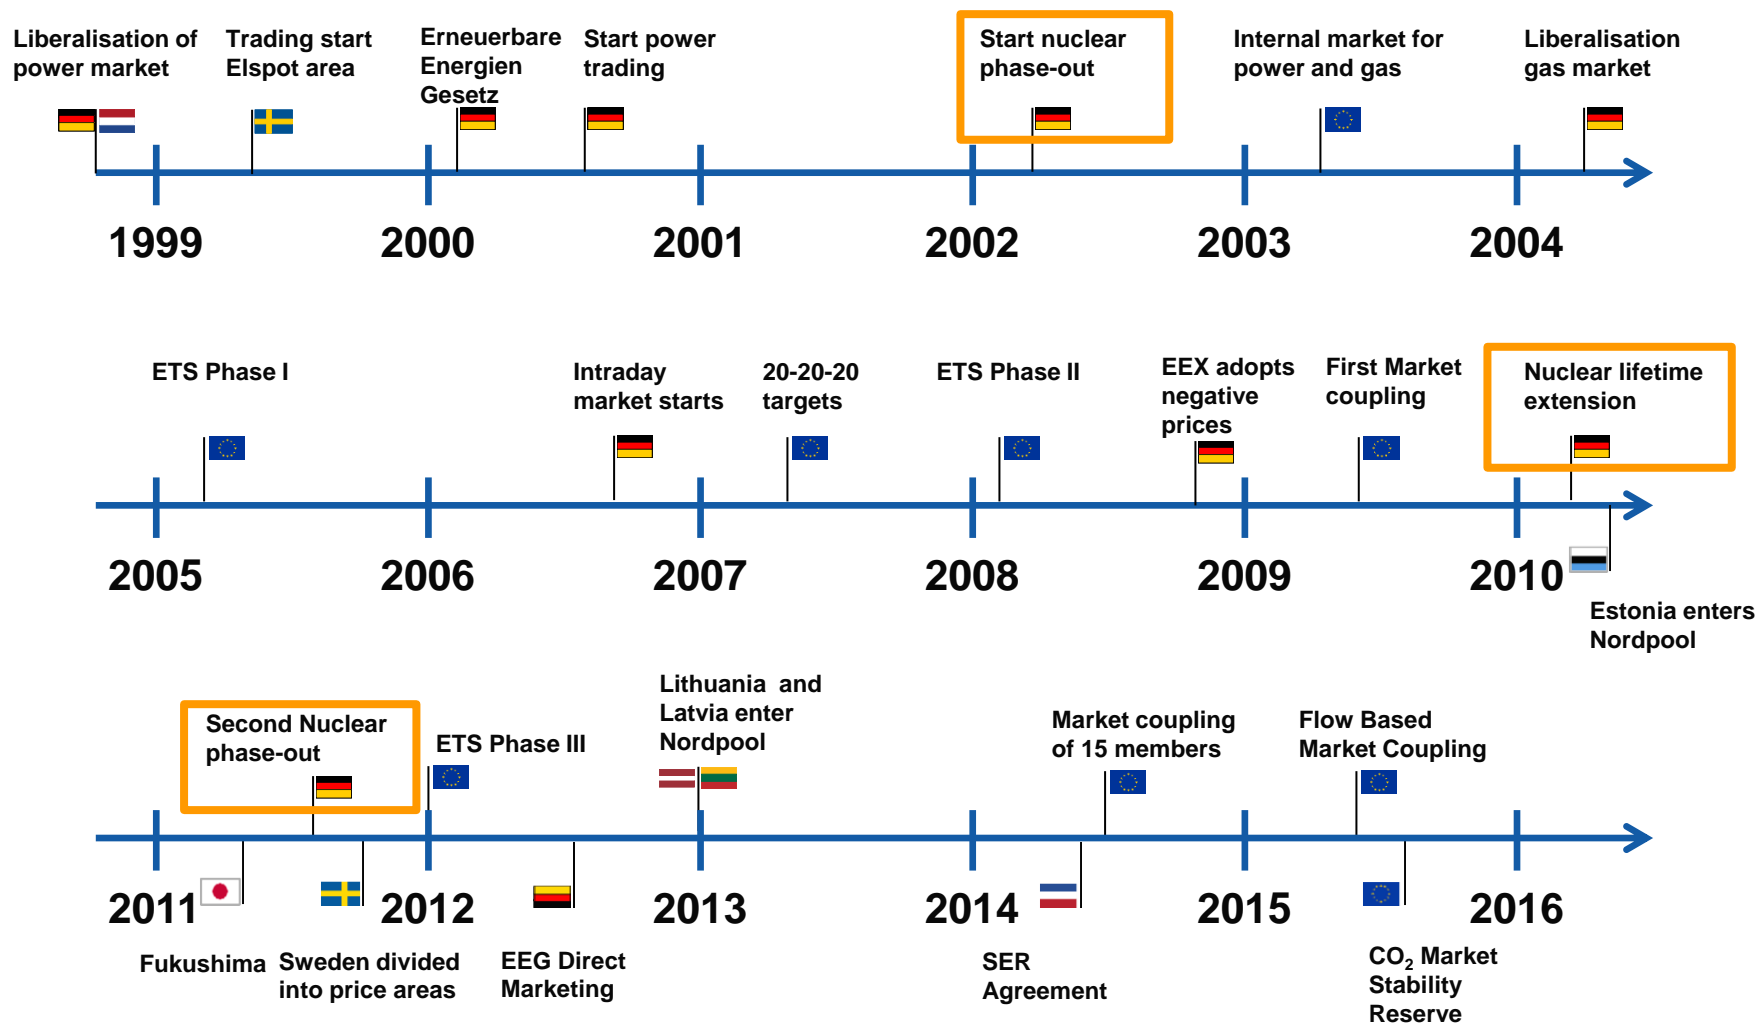 Liberalisation of
power market
Trading start
Elspot area
Erneuerbare
Energien
Gesetz
Start power
trading
Start nuclear
phase-out
Internal market for
power and gas
Liberalisation
gas market
1999
2000
2001
2002
2003
2004
ETS Phase I
Intraday
market starts
20-20-20
targets
ETS Phase II
EEX adopts
negative
prices
First Market
coupling
Nuclear lifetime
extension
2005
2006
2007
2008
2009
2010
Estonia enters
Nordpool
Second Nuclear
phase-out
ETS Phase III
Lithuania and
Latvia enter
Nordpool
Market coupling
of 15 members
Flow Based
Market Coupling
2011
2012
2013
2014
2015
2016
Fukushima
Sweden divided
into price areas
EEG Direct
Marketing
SER
Agreement
CO₂ Market
Stability
Reserve